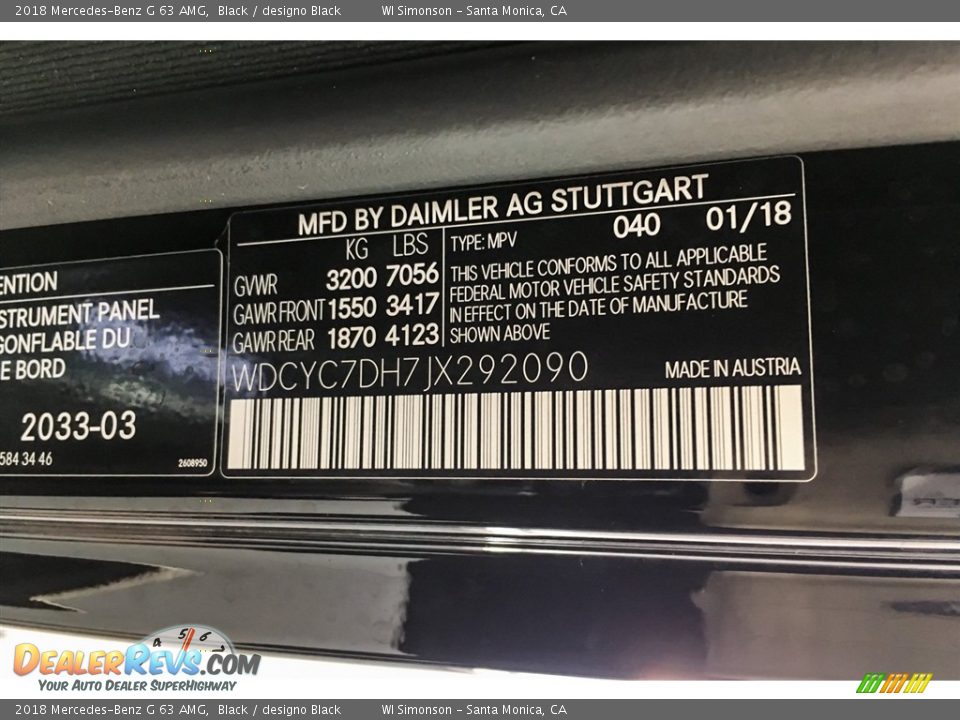 2018 Mercedes-Benz G 63 AMG, Black / designo Black WI Simonson - Santa Monica, CA
MFD BY DAIMLER AG STUTTGART
KG LBS
TYPE: MPV 040 01/18
GVWR 3200 7056
GAWR FRONT 1550 3417
GAWR REAR 1870 4123
THIS VEHICLE CONFORMS TO ALL APPLICABLE
FEDERAL MOTOR VEHICLE SAFETY STANDARDS
IN EFFECT ON THE DATE OF MANUFACTURE
SHOWN ABOVE
WDCYC7DH7JX292090 MADE IN AUSTRIA
ENTION
STRUMENT PANEL
GONFLABLE DU
E BORD
2033-03
584 34 46
2608950
4 5 6
DEALERREVS.COM
YOUR AUTO DEALER SUPERHIGHWAY
2018 Mercedes-Benz G 63 AMG, Black / designo Black WI Simonson - Santa Monica, CA